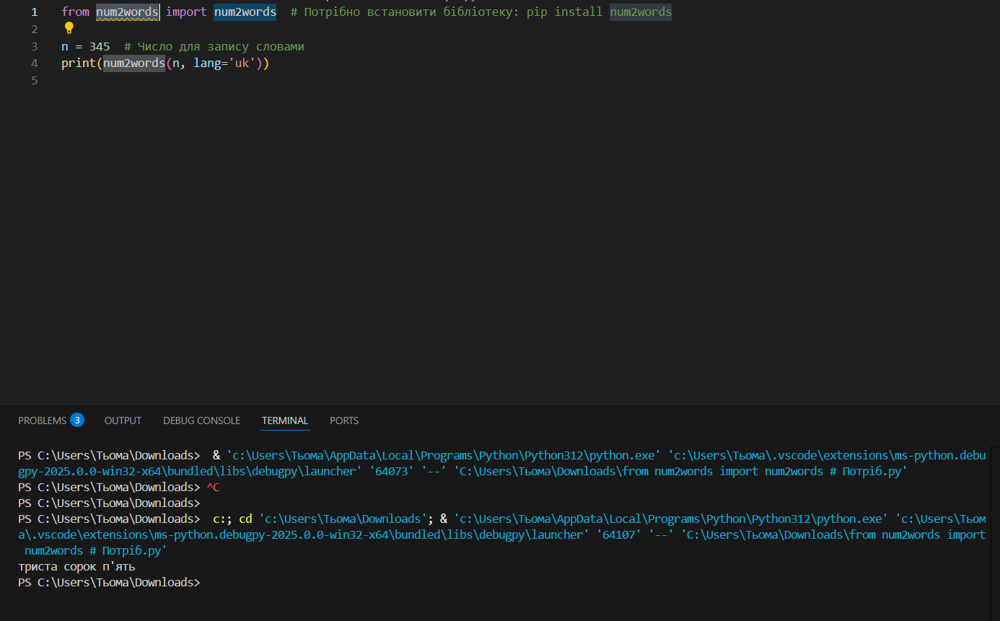 1 from num2words import num2words  # Потрібно встановити бібліотеку: pip install num2words
2
3 n = 345  # Число для запису словами
4 print(num2words(n, lang='uk'))
5
PROBLEMS 3 OUTPUT DEBUG CONSOLE TERMINAL PORTS
PS C:\Users\Тьома\Downloads>  & 'c:\Users\Тьома\AppData\Local\Programs\Python\Python312\python.exe' 'c:\Users\Тьома\.vscode\extensions\ms-python.debu
gpy-2025.0.0-win32-x64\bundled\libs\debugpy\launcher' '64073' '--' 'C:\Users\Тьома\Downloads\from num2words import num2words # Потріб.py'
PS C:\Users\Тьома\Downloads> ^C
PS C:\Users\Тьома\Downloads>
PS C:\Users\Тьома\Downloads>  c:; cd 'c:\Users\Тьома\Downloads'; & 'c:\Users\Тьома\AppData\Local\Programs\Python\Python312\python.exe' 'c:\Users\Тьом
а\.vscode\extensions\ms-python.debugpy-2025.0.0-win32-x64\bundled\libs\debugpy\launcher' '64107' '--' 'C:\Users\Тьома\Downloads\from num2words import
 num2words # Потріб.py'
триста сорок п'ять
PS C:\Users\Тьома\Downloads>